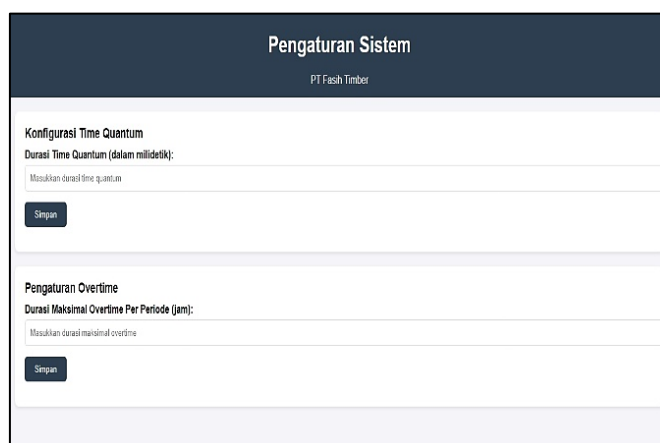 Pengaturan Sistem
PT Fasih Timber
Konfigurasi Time Quantum
Durasi Time Quantum (dalam milidetik):
Masukkan durasi time quantum
Simpan
Pengaturan Overtime
Durasi Maksimal Overtime Per Periode (jam):
Masukkan durasi maksimal overtime
Simpan